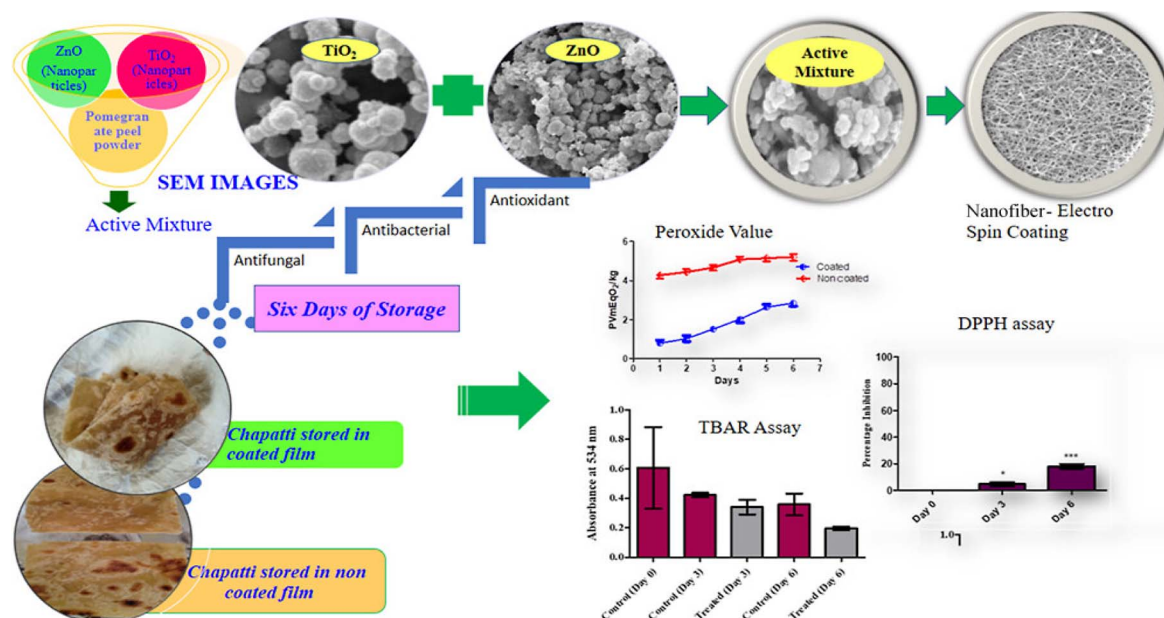 ZnO
(Nanopar
ticles)
TiO₂
(Nanopart
icles)
Pomegran
ate peel
powder
Active Mixture
SEM IMAGES
TiO₂
ZnO
Active
Mixture
Nanofiber- Electro
Spin Coating
Antioxidant
Antibacterial
Antifungal
Six Days of Storage
Chapatti stored in
coated film
Chapatti stored in non
coated film
Peroxide Value
PVmEqO₂/kg
6
4
2
0
0 1 2 3 4 5 6 7
Days
Coated
Non coated
TBAR Assay
Absorbance at 534 nm
1.0
0.8
0.6
0.4
0.2
0.0
Control (Day 0)
Control (Day 3)
Treated (Day 3)
Control (Day 6)
Treated (Day 6)
DPPH assay
Percentage Inhibition
100
80
60
40
20
0
*
***
Day 0
Day 3
Day 6
1.0